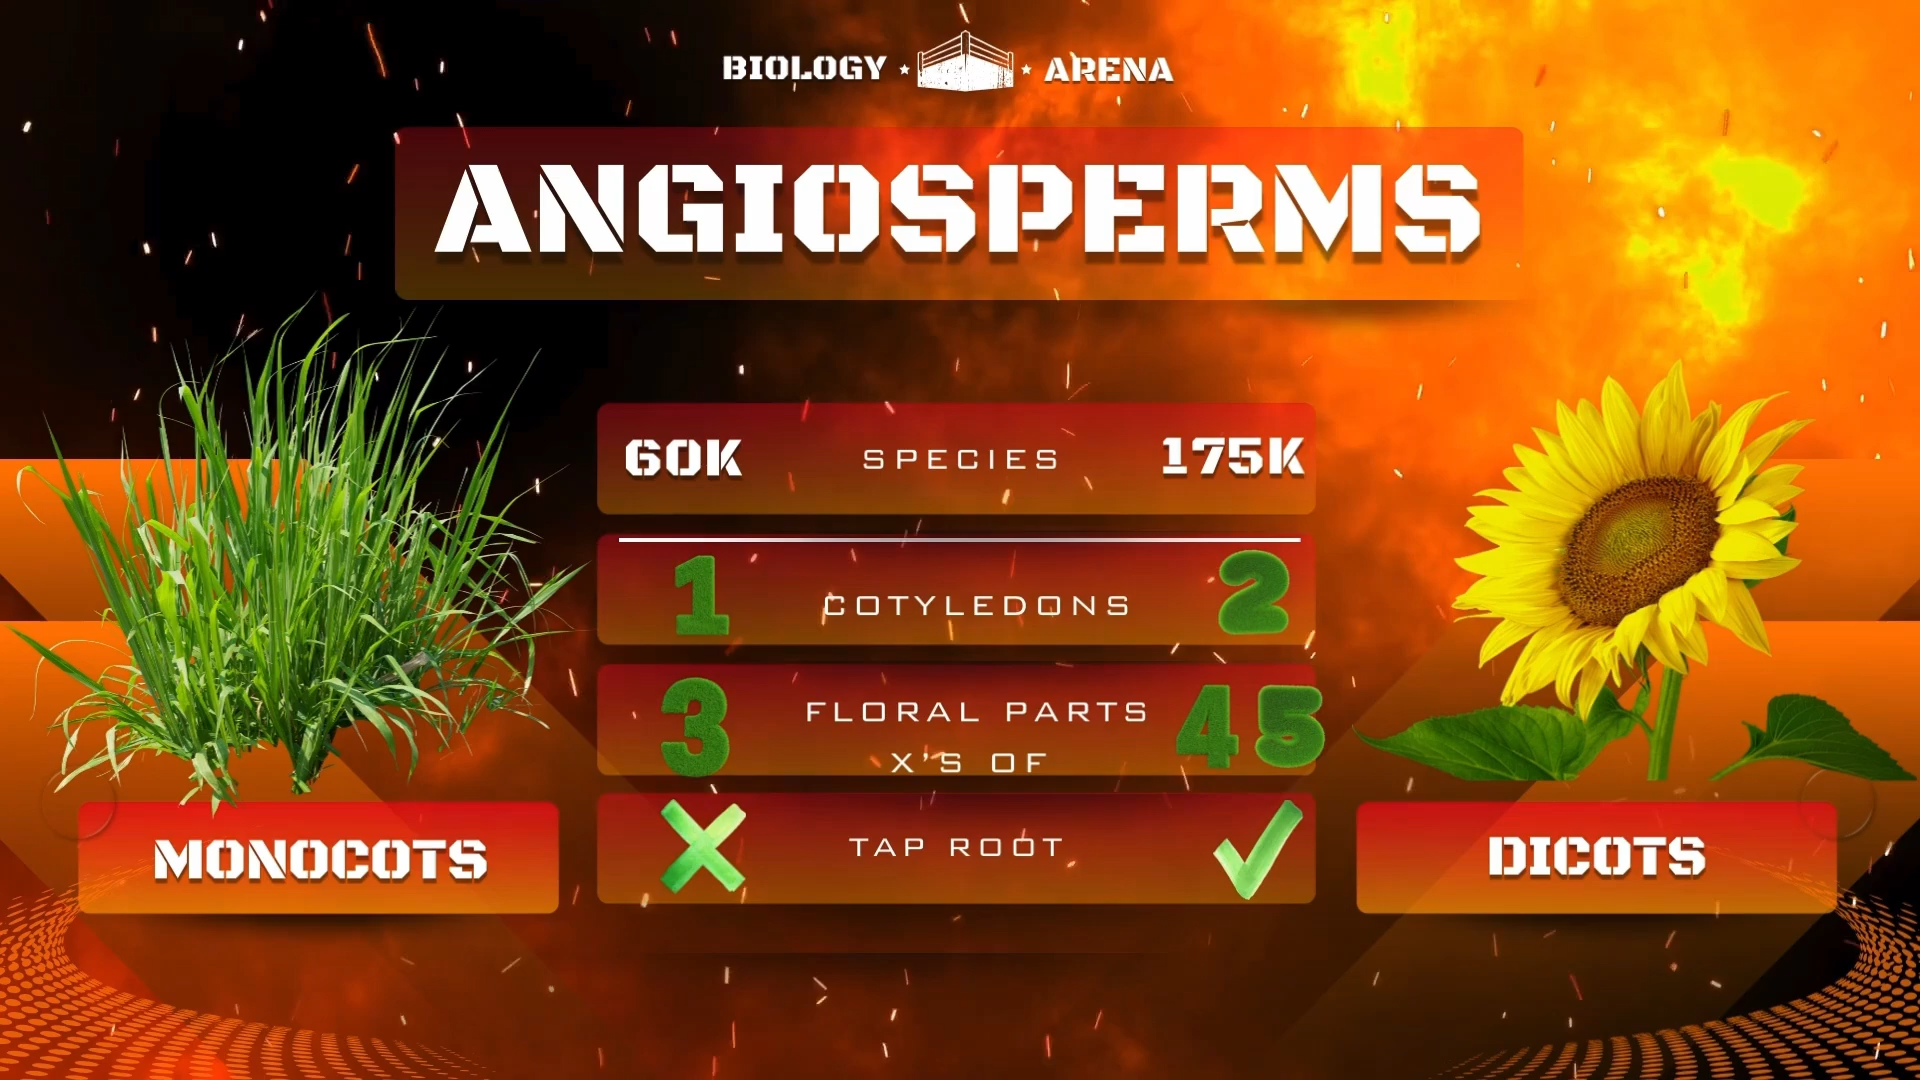 BIOLOGY ARENA
ANGIOSPERMS
60K SPECIES 175K
1 COTYLEDONS 2
3 FLORAL PARTS 4 5
X'S OF
TAP ROOT
MONOCOTS
DICOTS